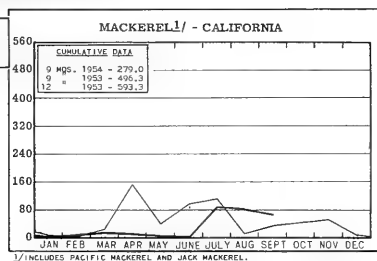 MACKEREL1/ - CALIFORNIA
560
CUMULATIVE DATA
9 MOS. 1954 - 279.0
9 " 1953 - 496.3
12 1953 - 593.3
480
400
320
240
160
80
0
JAN FEB MAR APR MAY JUNE JULY AUG SEPT OCT NOV DEC
1/INCLUDES PACIFIC MACKEREL AND JACK MACKEREL.